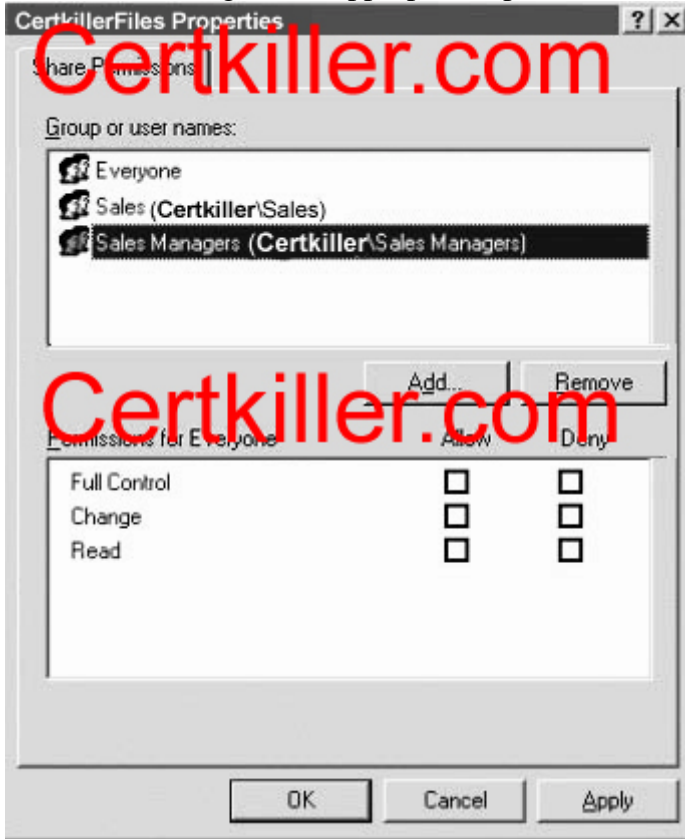 CertkillerFiles Properties
? ×
Certkiller.com
Share Permissions
Group or user names:
Everyone
Sales (Certkiller\Sales)
Sales Managers (Certkiller\Sales Managers)
Add... Remove
Certkiller.com
Permissions for Everyone Allow Deny
Full Control
Change
Read
OK Cancel Apply